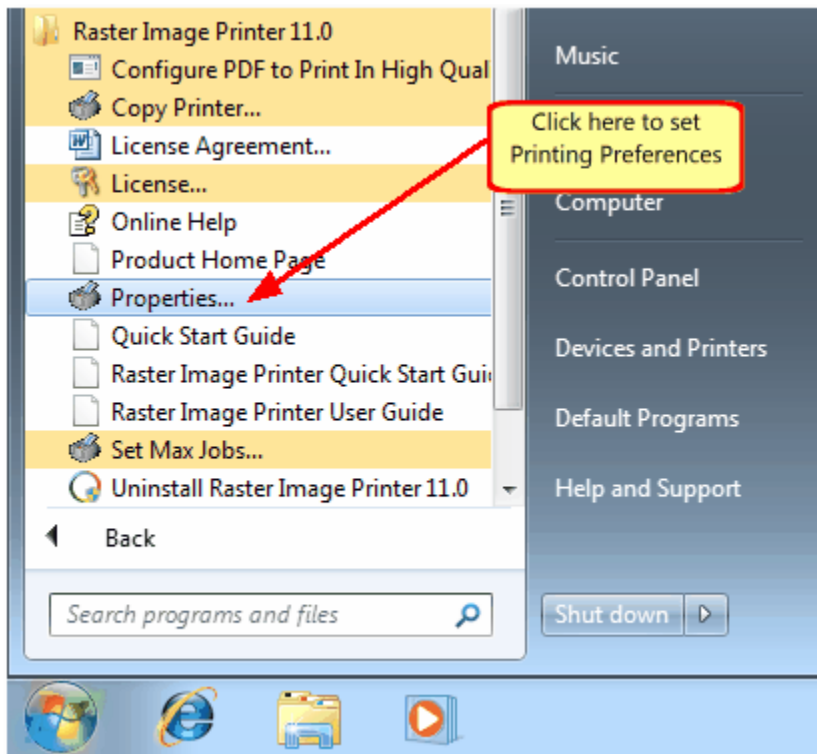 Raster Image Printer 11.0
Configure PDF to Print In High Qual
Copy Printer...
License Agreement...
License...
Online Help
Product Home Page
Properties...
Quick Start Guide
Raster Image Printer Quick Start Gui
Raster Image Printer User Guide
Set Max Jobs...
Uninstall Raster Image Printer 11.0
Back
Search programs and files
Music
Click here to set
Printing Preferences
Computer
Control Panel
Devices and Printers
Default Programs
Help and Support
Shut down